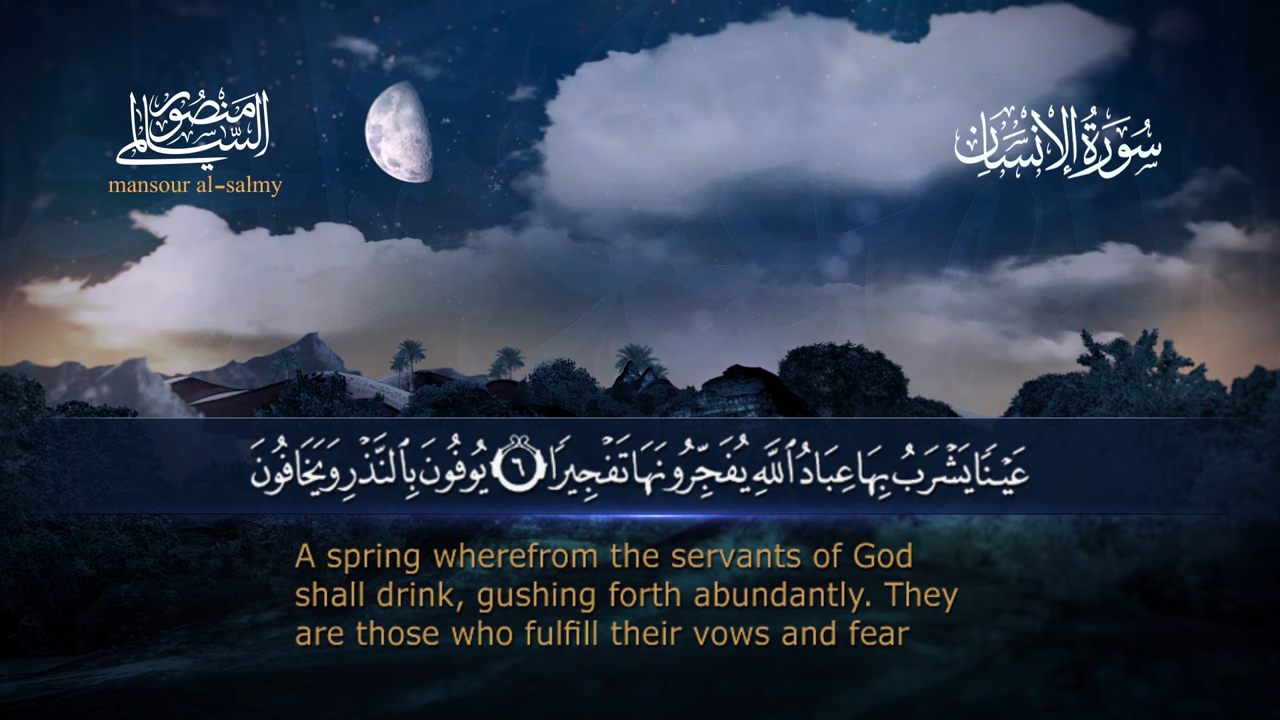 منصور السالمي
mansour al-salmy
سُورَةُ الإِنسَانِ
عَيْنًا يَشْرَبُ بِهَا عِبَادُ ٱللَّهِ يُفَجِّرُونَهَا تَفْجِيرًا ٦ يُوفُونَ بِٱلنَّذْرِ وَيَخَافُونَ
A spring wherefrom the servants of God
shall drink, gushing forth abundantly. They
are those who fulfill their vows and fear